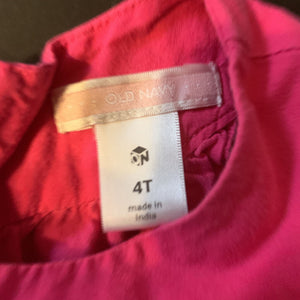 OLD NAVY
ON
4T
made in
india